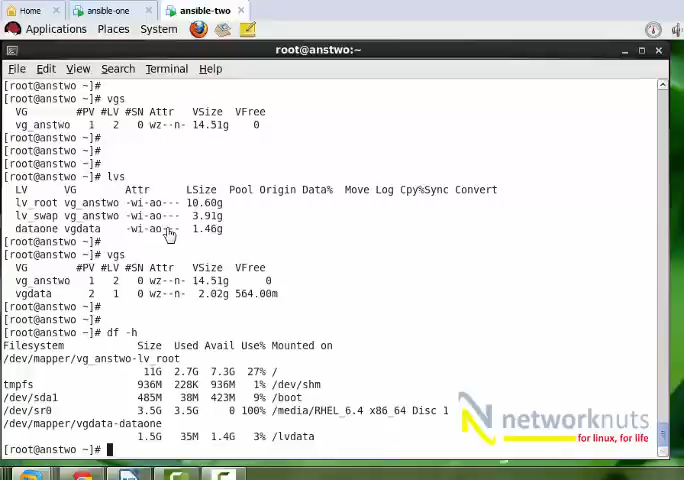 Home
ansible-one
ansible-two
Applications Places System
root@anstwo:~
File Edit View Search Terminal Help
[root@anstwo ~]#
[root@anstwo ~]# vgs
VG #PV #LV #SN Attr VSize VFree
vg_anstwo 1 2 0 wz--n- 14.51g 0
[root@anstwo ~]#
[root@anstwo ~]#
[root@anstwo ~]#
[root@anstwo ~]# lvs
LV VG Attr LSize Pool Origin Data% Move Log Cpy%Sync Convert
lv_root vg_anstwo -wi-ao--- 10.60g
lv_swap vg_anstwo -wi-ao--- 3.91g
dataone vgdata -wi-ao--- 1.46g
[root@anstwo ~]#
[root@anstwo ~]# vgs
VG #PV #LV #SN Attr VSize VFree
vg_anstwo 1 2 0 wz--n- 14.51g 0
vgdata 2 1 0 wz--n- 2.02g 564.00m
[root@anstwo ~]#
[root@anstwo ~]#
[root@anstwo ~]# df -h
Filesystem Size Used Avail Use% Mounted on
/dev/mapper/vg_anstwo-lv_root
11G 2.7G 7.3G 27% /
tmpfs 936M 228K 936M 1% /dev/shm
/dev/sda1 485M 38M 423M 9% /boot
/dev/sr0 3.5G 3.5G 0 100% /media/RHEL_6.4 x86_64 Disc 1
/dev/mapper/vgdata-dataone
1.5G 35M 1.4G 3% /lvdata
[root@anstwo ~]#
networknuts
for linux, for life